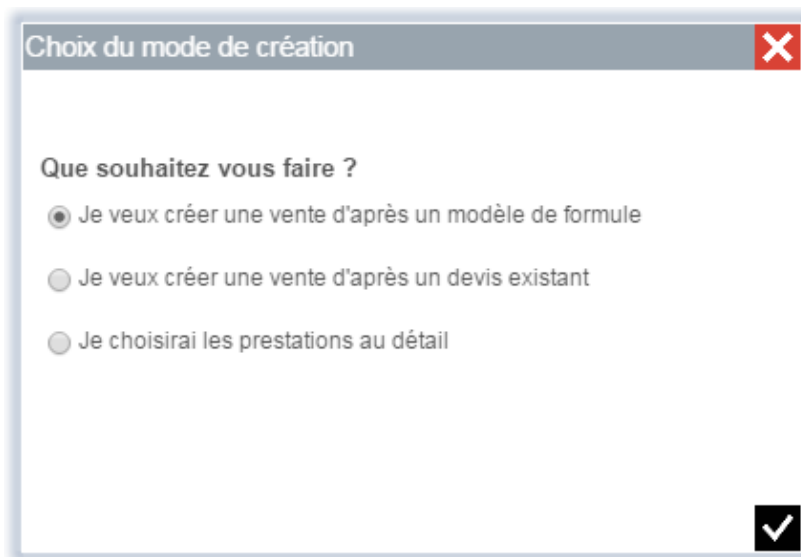 Choix du mode de création
Que souhaitez vous faire ?
Je veux créer une vente d'après un modèle de formule
Je veux créer une vente d'après un devis existant
Je choisirai les prestations au détail